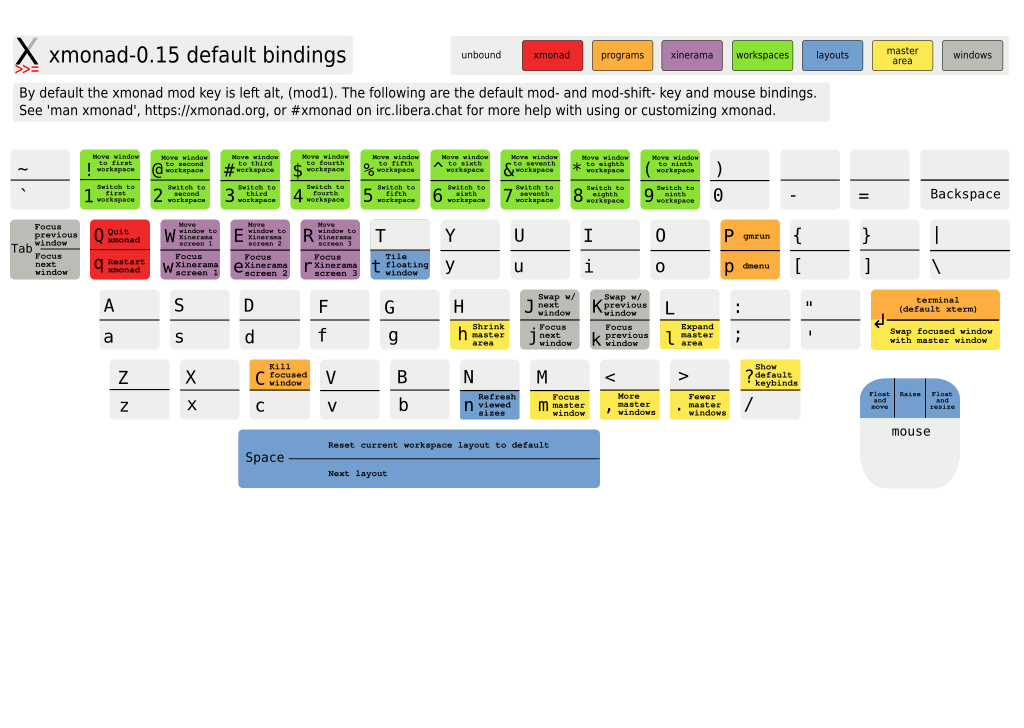 X
>>=
xmonad-0.15 default bindings
unbound
xmonad
programs
xinerama
workspaces
layouts
master
area
windows
By default the xmonad mod key is left alt, (mod1). The following are the default mod- and mod-shift- key and mouse bindings.
See 'man xmonad', https://xmonad.org, or #xmonad on irc.libera.chat for more help with using or customizing xmonad.
~
`
! Move window
to first
workspace
1 Switch to
first
workspace
@ Move window
to second
workspace
2 Switch to
second
workspace
# Move window
to third
workspace
3 Switch to
third
workspace
$ Move window
to fourth
workspace
4 Switch to
fourth
workspace
% Move window
to fifth
workspace
5 Switch to
fifth
workspace
^ Move window
to sixth
workspace
6 Switch to
sixth
workspace
& Move window
to seventh
workspace
7 Switch to
seventh
workspace
* Move window
to eighth
workspace
8 Switch to
eighth
workspace
( Move window
to ninth
workspace
9 Switch to
ninth
workspace
)
0
-
=
Backspace
Tab
Focus
previous
window
Focus
next
window
Q Quit
xmonad
q Restart
xmonad
W Move
window to
Xinerama
screen 1
w Focus
Xinerama
screen 1
E Move
window to
Xinerama
screen 2
e Focus
Xinerama
screen 2
R Move
window to
Xinerama
screen 3
r Focus
Xinerama
screen 3
T
t Tile
floating
window
Y
y
U
u
I
i
O
o
P gmrun
p dmenu
{
[
}
]
|
\
A
a
S
s
D
d
F
f
G
g
H
h Shrink
master
area
J Swap w/
next
window
j Focus
next
window
K Swap w/
previous
window
k Focus
previous
window
L
l Expand
master
area
:
;
"
'
↲
terminal
(default xterm)
Swap focused window
with master window
Z
z
X
x
C Kill
focused
window
c
V
v
B
b
N
n Refresh
viewed
sizes
M
m Focus
master
window
<
, More
master
windows
>
. Fewer
master
windows
? Show
default
keybinds
/
Space
Reset current workspace layout to default
Next layout
Float
and
move
Raise
Float
and
resize
mouse